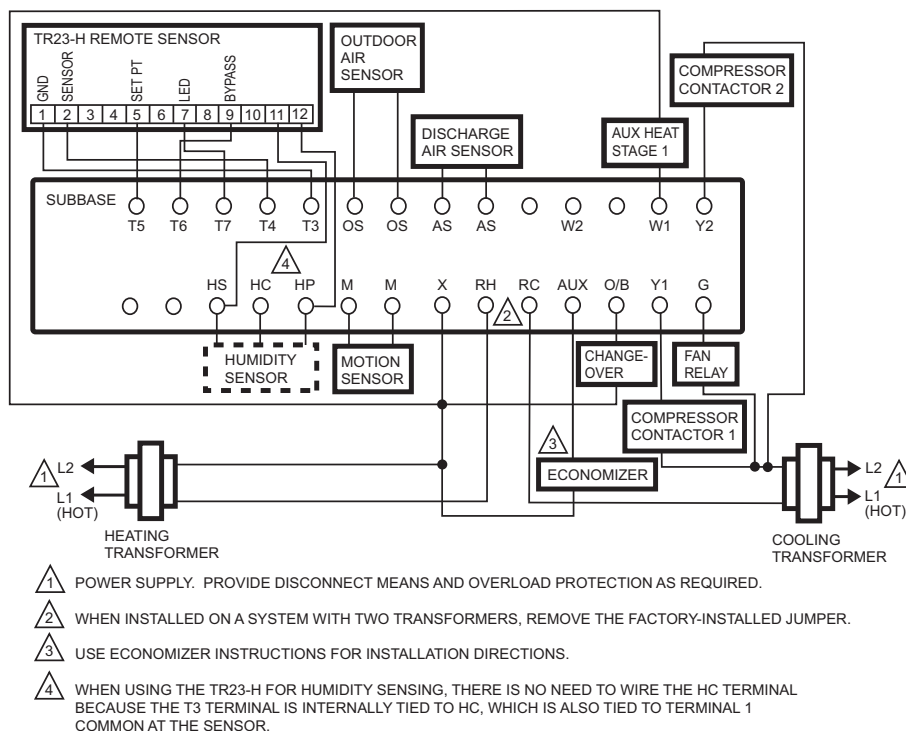 TR23-H REMOTE SENSOR
GND
SENSOR
SET PT
LED
BYPASS
1 2 3 4 5 6 7 8 9 10 11 12
OUTDOOR
AIR
SENSOR
DISCHARGE
AIR SENSOR
AUX HEAT
STAGE 1
COMPRESSOR
CONTACTOR 2
SUBBASE
T5 T6 T7 T4 T3 OS OS AS AS W2 W1 Y2
4
HS HC HP M M X RH RC AUX O/B Y1 G
2
HUMIDITY
SENSOR
MOTION
SENSOR
CHANGE-
OVER
FAN
RELAY
COMPRESSOR
CONTACTOR 1
3
ECONOMIZER
1
L2
L1
(HOT)
HEATING
TRANSFORMER
L2
1
L1
(HOT)
COOLING
TRANSFORMER
1 POWER SUPPLY. PROVIDE DISCONNECT MEANS AND OVERLOAD PROTECTION AS REQUIRED.
2 WHEN INSTALLED ON A SYSTEM WITH TWO TRANSFORMERS, REMOVE THE FACTORY-INSTALLED JUMPER.
3 USE ECONOMIZER INSTRUCTIONS FOR INSTALLATION DIRECTIONS.
4 WHEN USING THE TR23-H FOR HUMIDITY SENSING, THERE IS NO NEED TO WIRE THE HC TERMINAL
BECAUSE THE T3 TERMINAL IS INTERNALLY TIED TO HC, WHICH IS ALSO TIED TO TERMINAL 1
COMMON AT THE SENSOR.